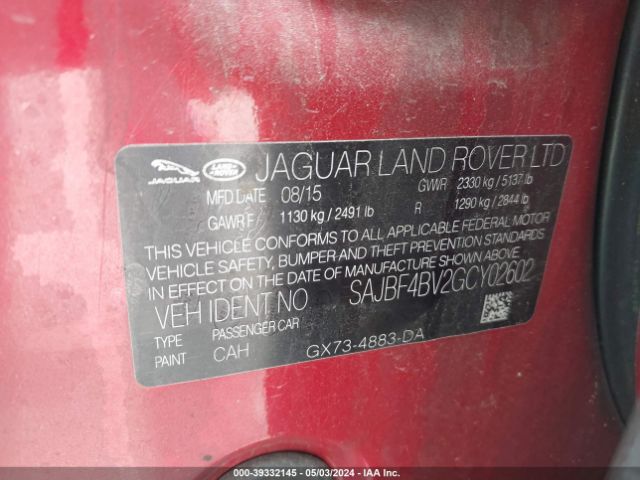 JAGUAR LAND-ROVER JAGUAR LAND ROVER LTD
MFD DATE 08/15 GVWR 2330 kg / 5137 lb
GAWR F 1130 kg / 2491 lb R 1290 kg / 2844 lb
THIS VEHICLE CONFORMS TO ALL APPLICABLE FEDERAL MOTOR
VEHICLE SAFETY, BUMPER AND THEFT PREVENTION STANDARDS
IN EFFECT ON THE DATE OF MANUFACTURE SHOWN ABOVE
VEH IDENT NO SAJBF4BV2GCY02602
TYPE PASSENGER CAR
PAINT CAH GX73-4883-DA
000-39332145 - 05/03/2024 - IAA Inc.